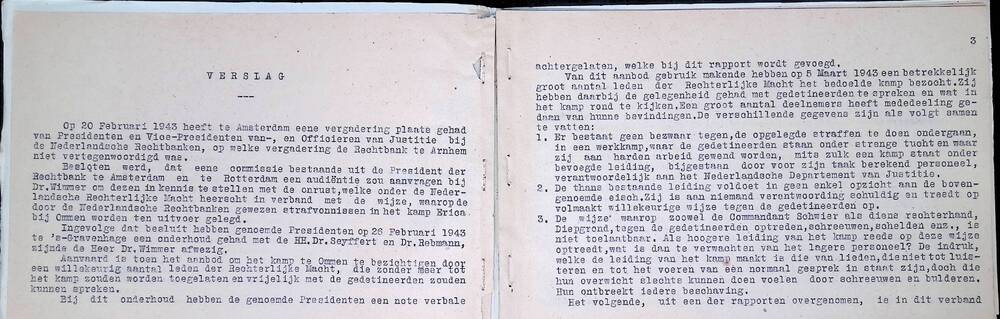 VERSLAG
Op 20 Februari 1943 heeft te Amsterdam eene vergadering plaats gehad
van Presidenten en Vice-Presidenten van-, en Officieren van Justitie bij
de Nederlandsche Rechtbanken, op welke vergadering de Rechtbank te Arnhem
niet vertegenwoordigd was.
Besloten werd, dat eene commissie bestaande uit de President der
Rechtbank te Amsterdam en te Rotterdam een audiëntie zou aanvragen bij
Dr.Wimmer om dezen in kennis te stellen met de onrust, welke onder de Neder-
landsche Rechterlijke Macht heerscht in verband met de wijze, waarop de
door de Nederlandsche Rechtbanken gewezen strafvonnissen in het kamp Erica
bij Ommen worden ten uitvoer gelegd.
Ingevolge dat besluit hebben genoemde Presidenten op 26 Februari 1943
te 's-Gravenhage een onderhoud gehad met de HH.Dr.Seyffert en Dr.Rebmann,
zijnde de Heer Dr.Wimmer afwezig.
Aanvaard is toen het aanbod om het kamp te Ommen te bezichtigen door
een willekeurig aantal leden der Rechterlijke Macht, die zonder meer tot
het kamp zouden worden toegelaten en vrijelijk met de gedetineerden zouden
kunnen spreken.
Bij dit onderhoud hebben de genoemde Presidenten een note verbale
3
achtergelaten, welke bij dit rapport wordt gevoegd.
Van dit aanbod gebruik makende hebben op 5 Maart 1943 een betrekkelijk
groot aantal leden der Rechterlijke Macht het bedoelde kamp bezocht. Zij
hebben daarbij de gelegenheid gehad met gedetineerden te spreken en wat in
het kamp rond te kijken. Een groot aantal deelnemers heeft mededeeling ge-
daan van hunne bevindingen. De verschillende gegevens zijn als volgt samen
te vatten:
1. Er bestaat geen bezwaar tegen, de opgelegde straffen te doen ondergaan,
in een werkkamp, waar de gedetineerden staan onder strenge tucht en waar
zij aan harden arbeid gewend worden, mits zulk een kamp staat onder
bevoegde leiding, bijgestaan door voor zijn taak berekend personeel,
verantwoordelijk aan het Nederlandsche Departement van Justitie.
2. De thans bestaande leiding voldoet in geen enkel opzicht aan de boven-
genoemde eisch. Zij is aan niemand verantwoording schuldig en treedt op
volmaakt willekeurige wijze tegen de gedetineerden op.
3. De wijze' waarop zoowel de Commandant Schwier als diens rechterhand,
Diepgrond, tegen de gedetineerden optreden, schreeuwen, schelden enz., is
niet toelaatbaar. Als hoogere leiding van het kamp reeds op deze wijze
optreedt, wat is dan te verwachten van het lagere personeel? De indruk,
welke de leiding van het kamp maakt is die van lieden, die niet tot luis-
teren en tot het voeren van een normaal gesprek in staat zijn, doch die
hun overwicht slechts kunnen doen voelen door schreeuwen en bulderen.
Hun ontbreekt iedere beschaving.
Het volgende, uit een der rapporten overgenomen, is in dit verband